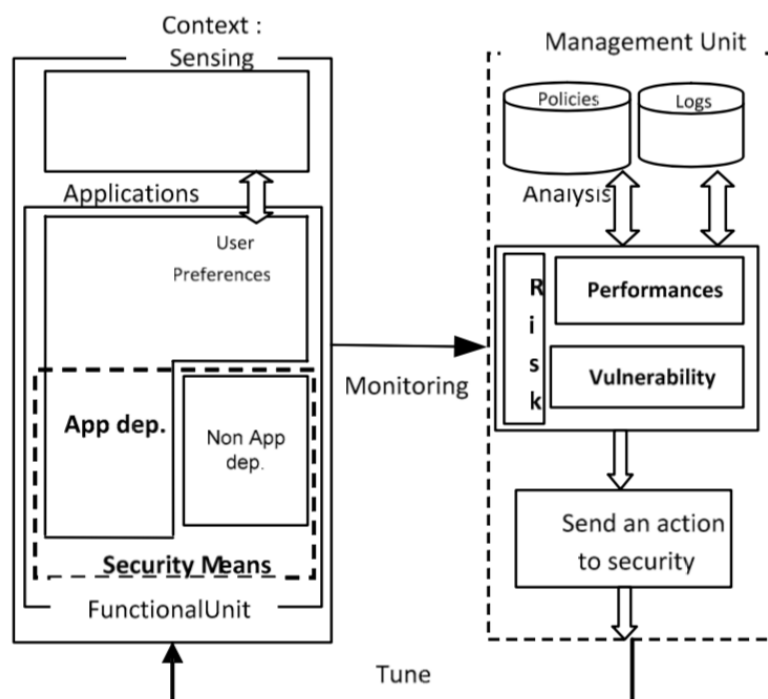 Context :
Sensing
Applications
User
Preferences
App dep.
Non App
dep.
Security Means
FunctionalUnit
Monitoring
Management Unit
Policies
Logs
Analysis
R
i
s
k
Performances
Vulnerability
Send an action
to security
Tune